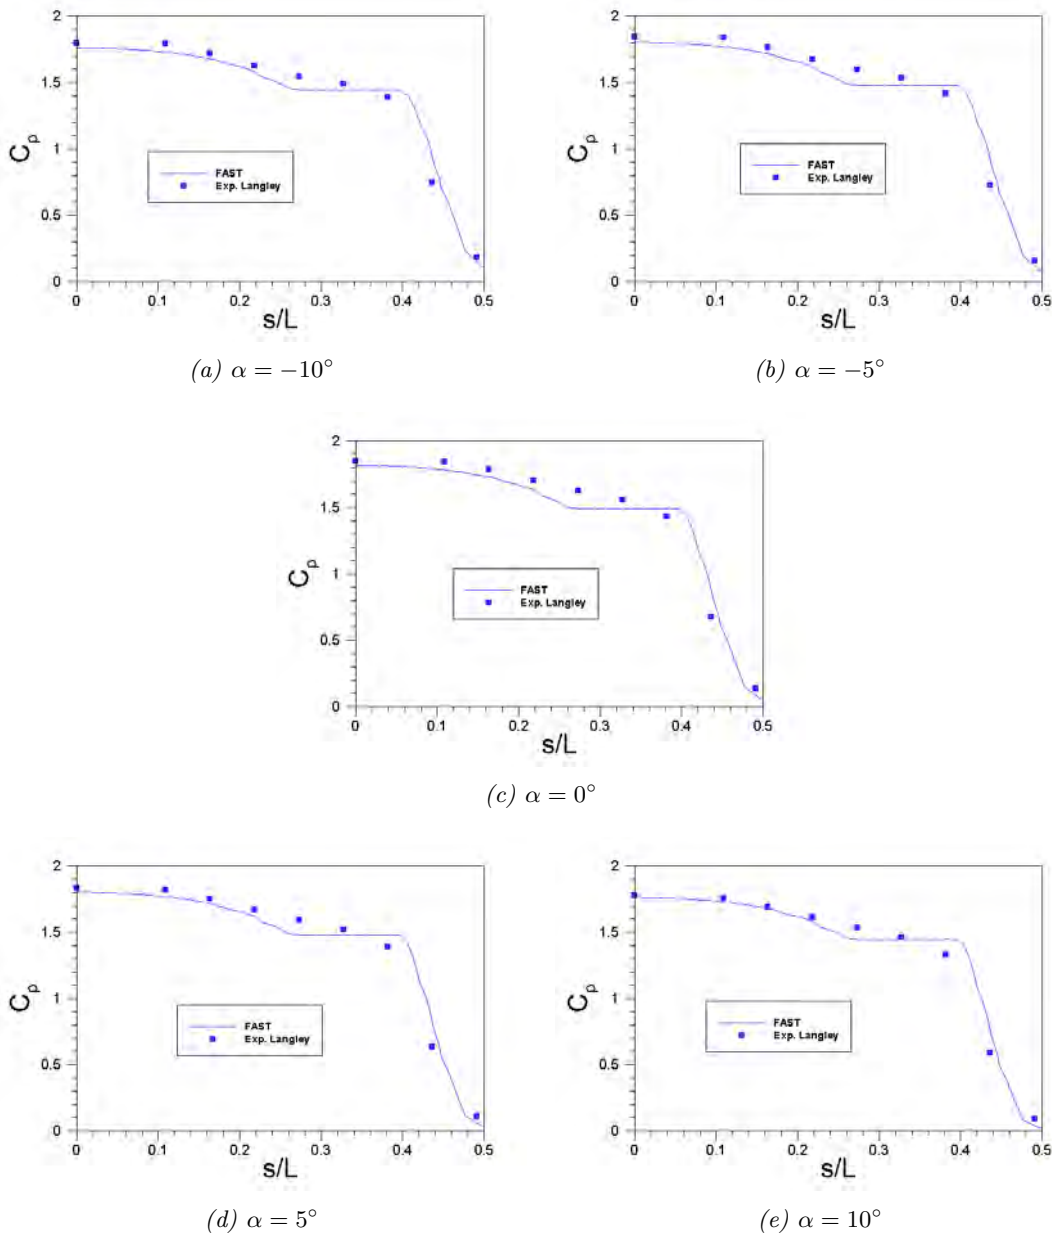 2
1.5
1
0.5
0
Cρ
FAST
Exp. Langley
0 0.1 0.2 0.3 0.4 0.5
s/L
(a) α = −10°
2
1.5
1
0.5
0
Cρ
FAST
Exp. Langley
0 0.1 0.2 0.3 0.4 0.5
s/L
(b) α = −5°
2
1.5
1
0.5
0
Cρ
FAST
Exp. Langley
0 0.1 0.2 0.3 0.4 0.5
s/L
(c) α = 0°
2
1.5
1
0.5
0
Cρ
FAST
Exp. Langley
0 0.1 0.2 0.3 0.4 0.5
s/L
(d) α = 5°
2
1.5
1
0.5
0
Cρ
FAST
Exp. Langley
0 0.1 0.2 0.3 0.4 0.5
s/L
(e) α = 10°